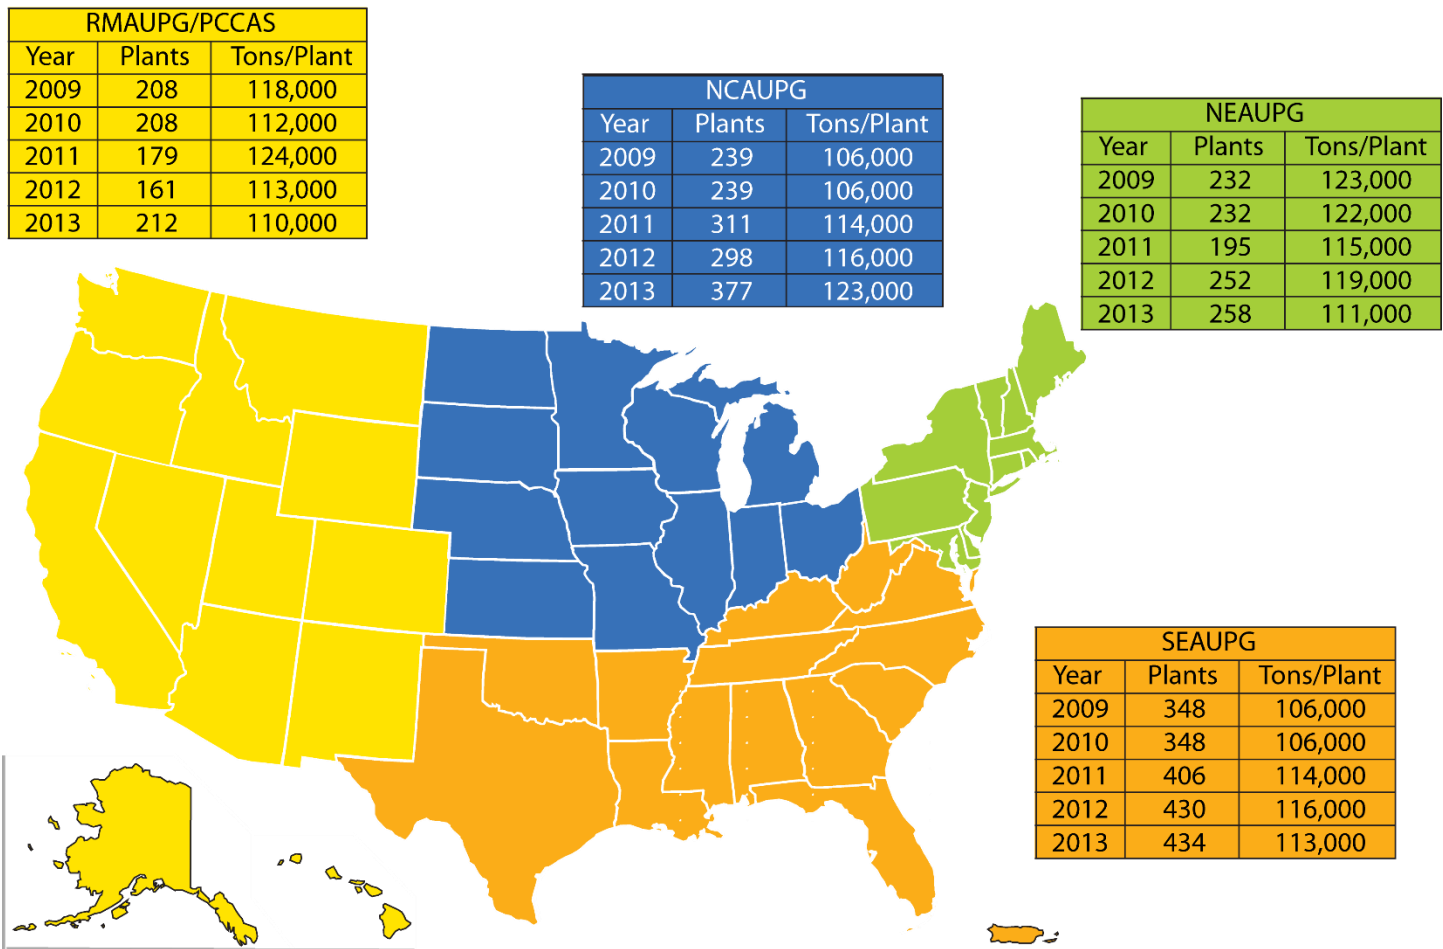 RMAUPG/PCCAS
Year Plants Tons/Plant
2009 208 118,000
2010 208 112,000
2011 179 124,000
2012 161 113,000
2013 212 110,000
NCAUPG
Year Plants Tons/Plant
2009 239 106,000
2010 239 106,000
2011 311 114,000
2012 298 116,000
2013 377 123,000
NEAUPG
Year Plants Tons/Plant
2009 232 123,000
2010 232 122,000
2011 195 115,000
2012 252 119,000
2013 258 111,000
SEAUPG
Year Plants Tons/Plant
2009 348 106,000
2010 348 106,000
2011 406 114,000
2012 430 116,000
2013 434 113,000